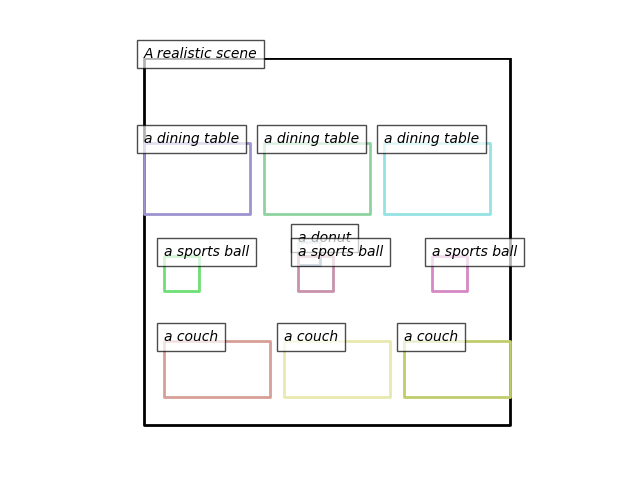 A realistic scene
a dining table
a dining table
a dining table
a donut
a sports ball
a sports ball
a sports ball
a couch
a couch
a couch